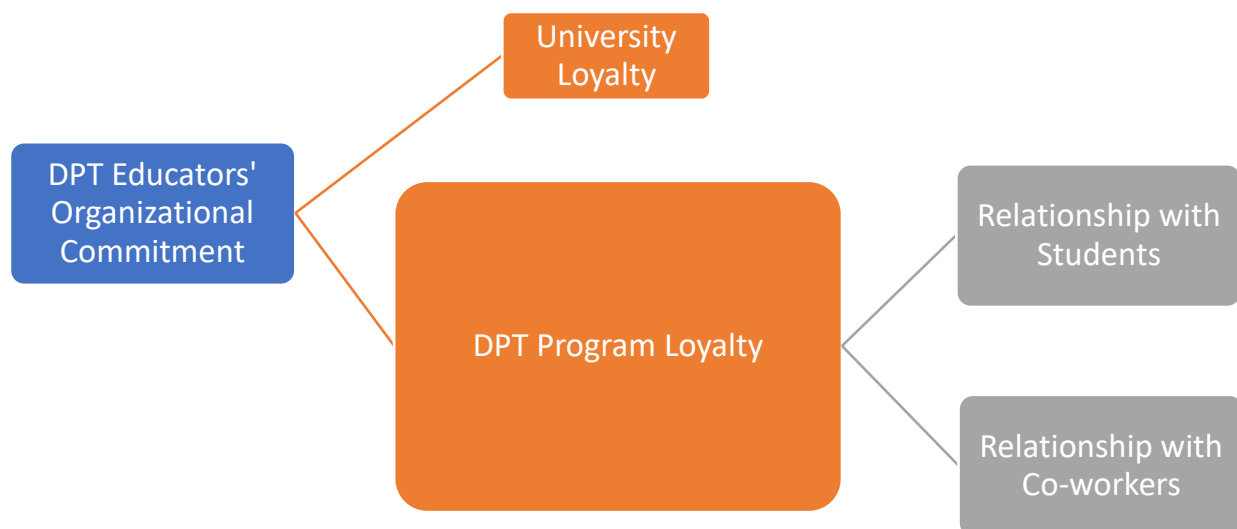 University
Loyalty
DPT Educators'
Organizational
Commitment
DPT Program Loyalty
Relationship with
Students
Relationship with
Co-workers